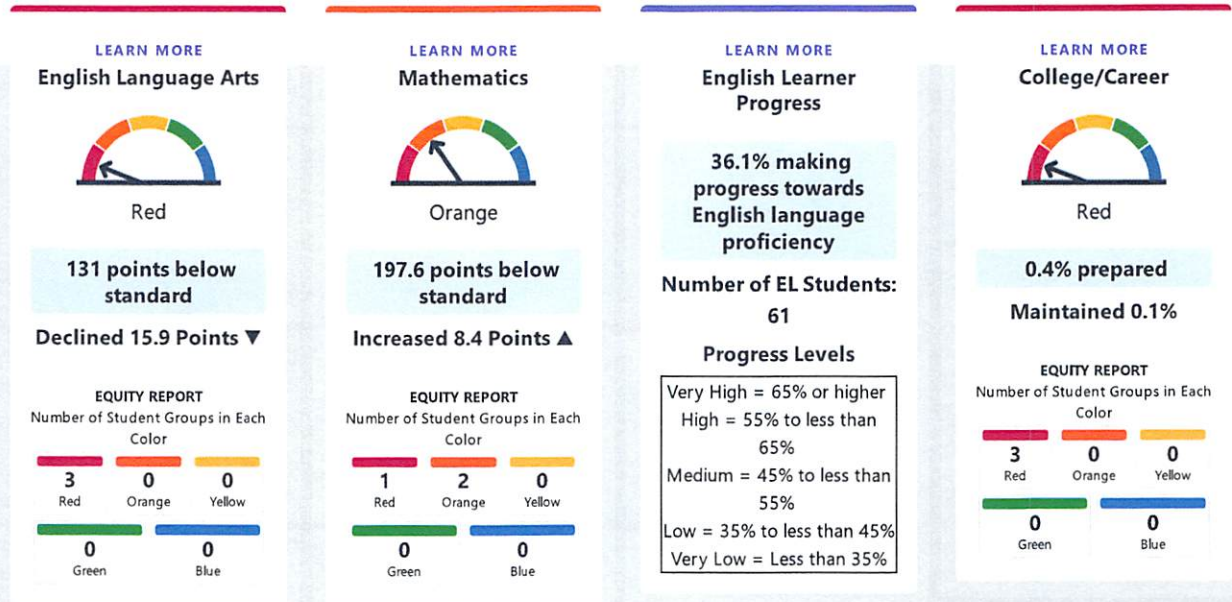 LEARN MORE
English Language Arts
Red
131 points below
standard
Declined 15.9 Points ▼
EQUITY REPORT
Number of Student Groups in Each
Color
3
Red
0
Orange
0
Yellow
0
Green
0
Blue
LEARN MORE
Mathematics
Orange
197.6 points below
standard
Increased 8.4 Points ▲
EQUITY REPORT
Number of Student Groups in Each
Color
1
Red
2
Orange
0
Yellow
0
Green
0
Blue
LEARN MORE
English Learner
Progress
36.1% making
progress towards
English language
proficiency
Number of EL Students:
61
Progress Levels
Very High = 65% or higher
High = 55% to less than
65%
Medium = 45% to less than
55%
Low = 35% to less than 45%
Very Low = Less than 35%
LEARN MORE
College/Career
Red
0.4% prepared
Maintained 0.1%
EQUITY REPORT
Number of Student Groups in Each
Color
3
Red
0
Orange
0
Yellow
0
Green
0
Blue